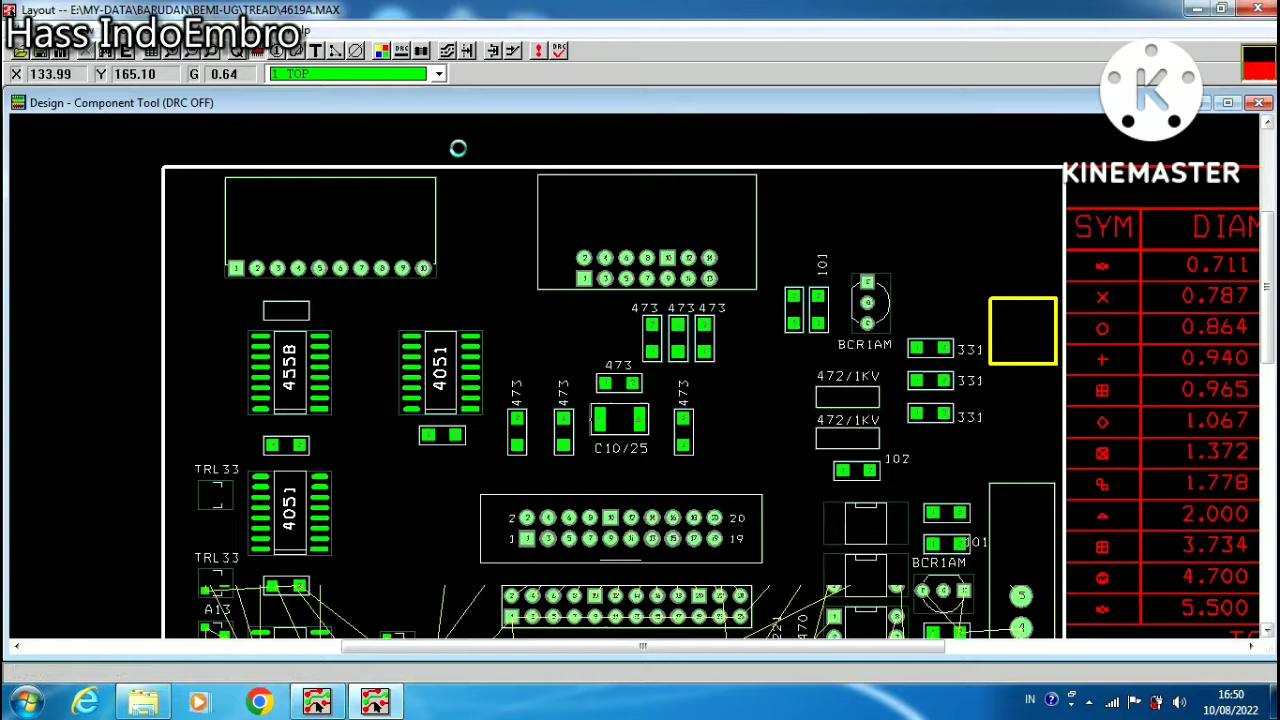 Layout -- E:\MY-DATA\BARUDAN\BEMI-UG\TREAD\4619A.MAX
Hass IndoEmbro
X 133.99 Y 165.10 G 0.64 1 TOP
Design - Component Tool (DRC OFF)
KINEMASTER
SYM DIAM
0.711
0.787
0.864
0.940
0.965
1.067
1.372
1.778
2.000
3.734
4.700
5.500
1 2 3 4 5 6 7 8 9 10
101
473 473 473
BCR1AM
331
4558
4051
473
472/1KV
331
473
473
473
331
472/1KV
C10/25
102
TRL33
4051
2 20
1 19
101
TRL33
BCR1AM
A13
470
5
4
IN
16:50
10/08/2022